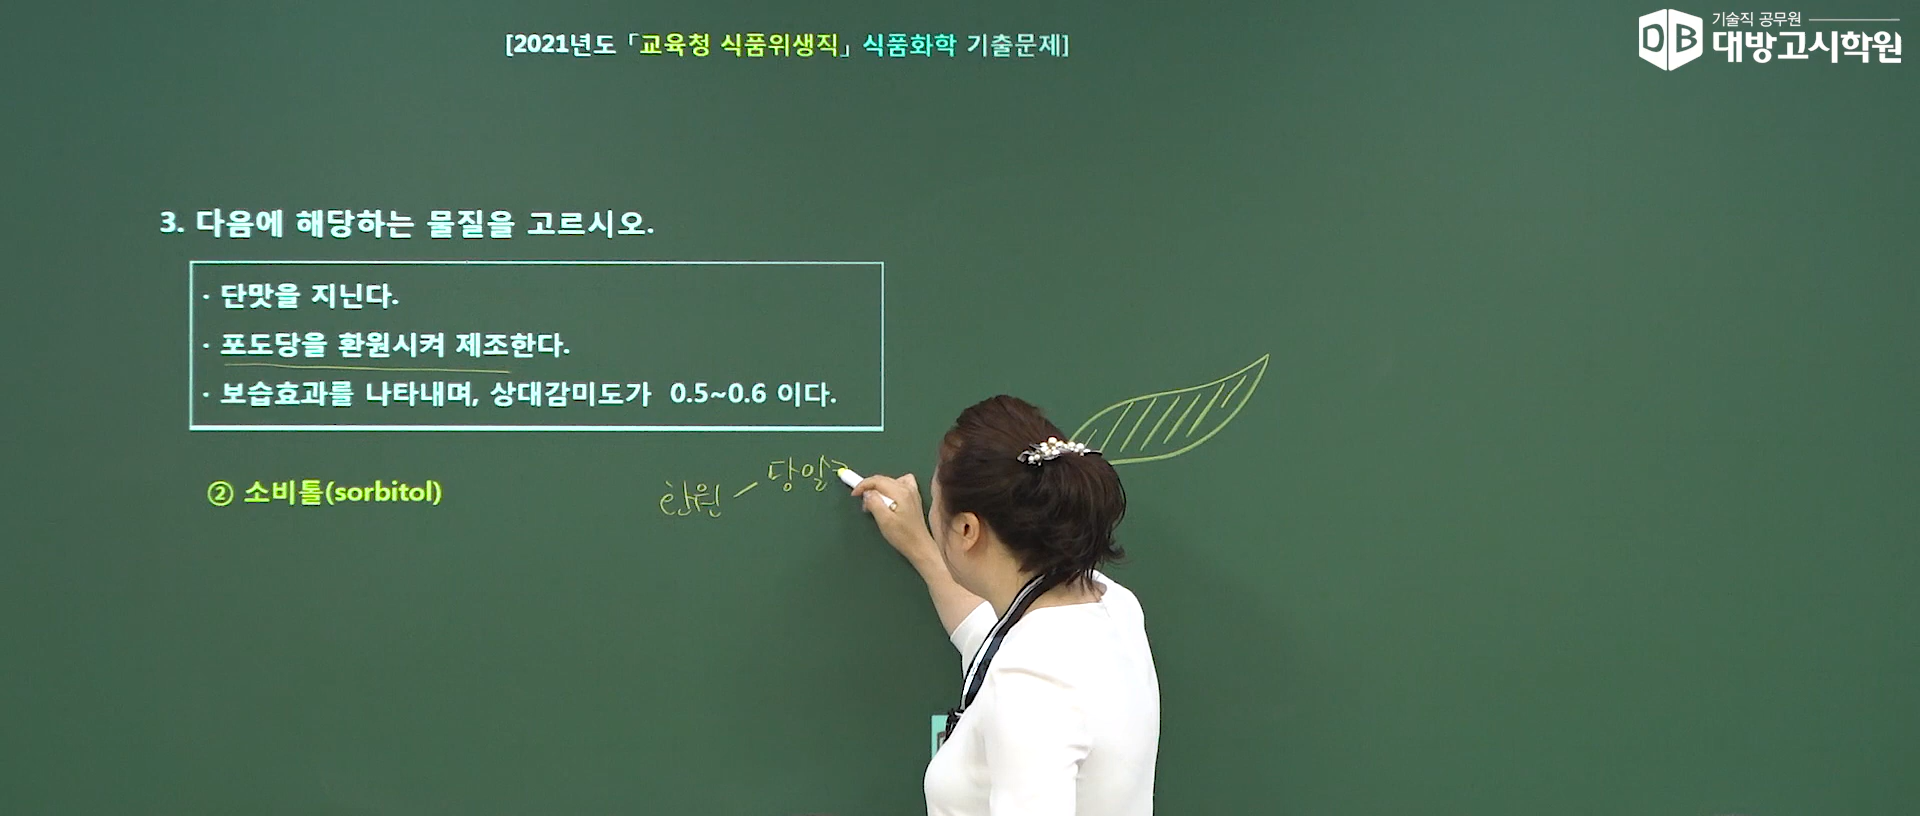 [2021년도 「교육청 식품위생직」 식품화학 기출문제]
기술직 공무원
DB 대방고시학원
3. 다음에 해당하는 물질을 고르시오.
· 단맛을 지닌다.
· 포도당을 환원시켜 제조한다.
· 보습효과를 나타내며, 상대감미도가 0.5~0.6 이다.
② 소비톨(sorbitol)
환원 - 당알